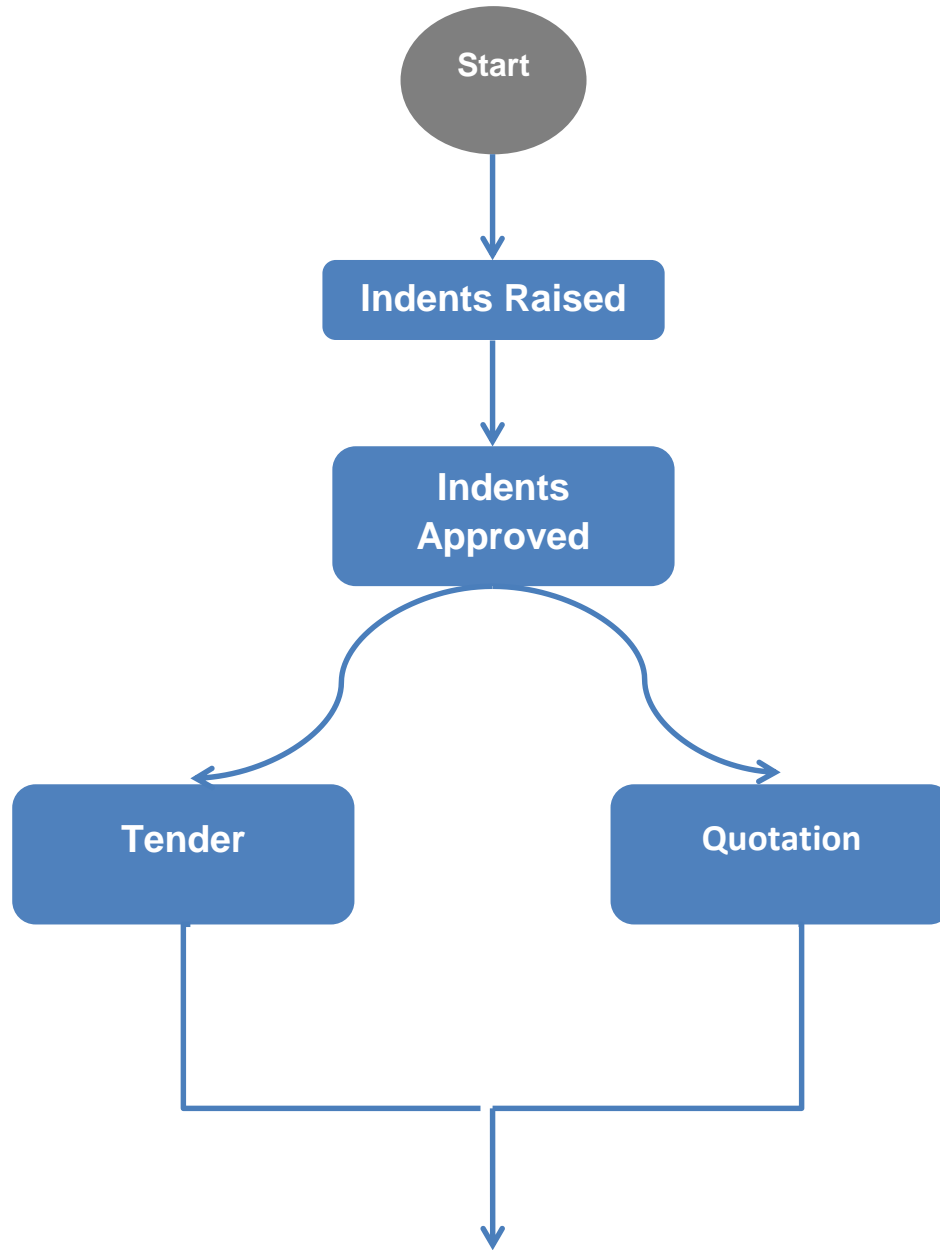 Start
Indents Raised
Indents
Approved
Tender
Quotation